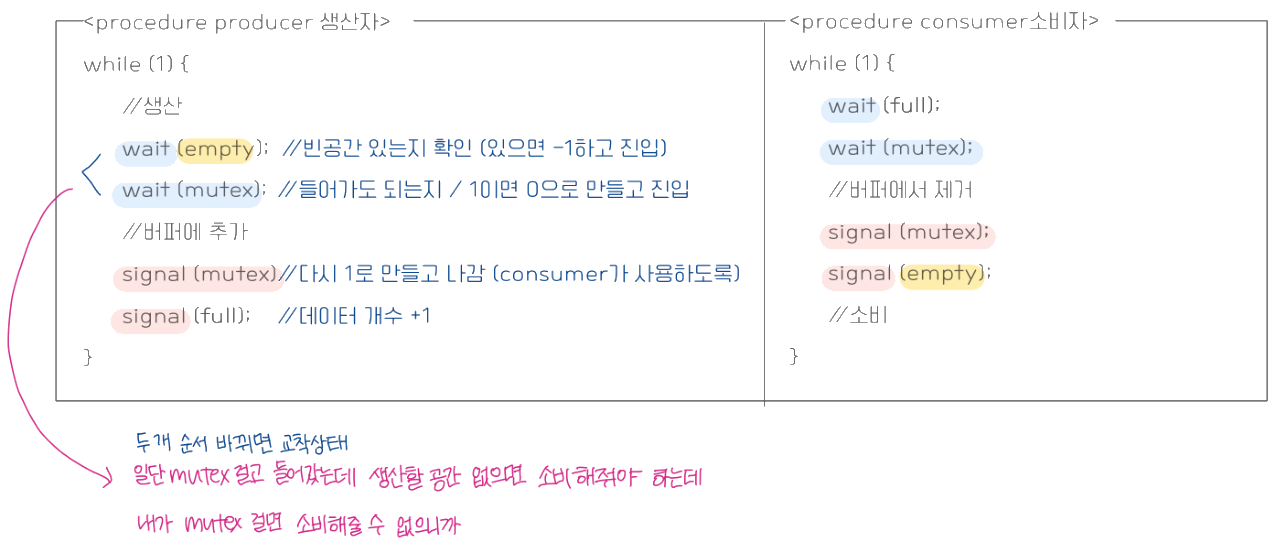 <procedure producer 생산자>
while (1) {
//생산
wait (empty); //빈공간 있는지 확인 (있으면 -1하고 진입)
wait (mutex); //들어가도 되는지 / 1이면 0으로 만들고 진입
//버퍼에 추가
signal (mutex)//다시 1로 만들고 나감 (consumer가 사용하도록)
signal (full); //데이터 개수 +1
}
<procedure consumer소비자>
while (1) {
wait (full);
wait (mutex);
//버퍼에서 제거
signal (mutex);
signal (empty);
//소비
}
두개 순서 바뀌면 교착상태
일단 mutex 걸고 들어갔는데 생산할 공간 없으면 소비해줘야 하는데
내가 mutex 걸면 소비해줄 수 없으니까